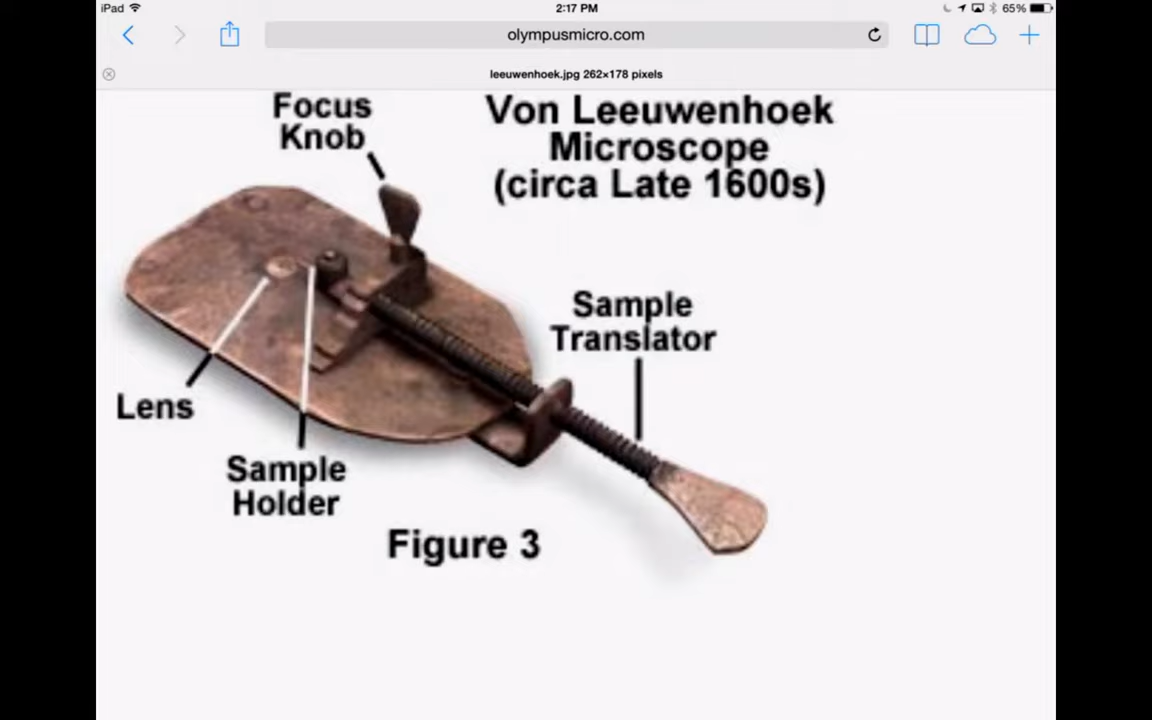 iPad 2:17 PM 65%
olympusmicro.com
leeuwenhoek.jpg 262×178 pixels
Focus
Knob
Von Leeuwenhoek
Microscope
(circa Late 1600s)
Sample
Translator
Lens
Sample
Holder
Figure 3